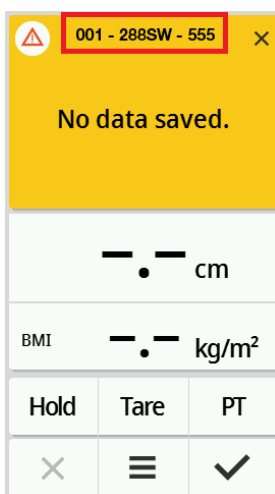 001 - 288SW - 555
No data saved.
-.- cm
BMI -.- kg/m²
Hold Tare PT